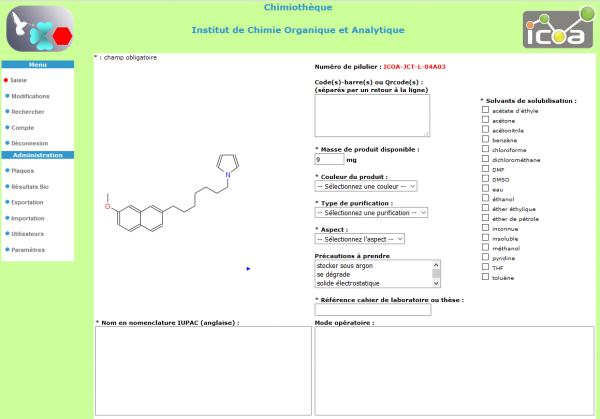 Chimiothèque
Institut de Chimie Organique et Analytique
icoa
Menu
Saisie
Modifications
Rechercher
Compte
Déconnexion
Administration
Plaques
Résultats Bio
Exportation
Importation
Utilisateurs
Paramètres
* : champ obligatoire
O
N
Numéro de pilulier : ICOA-JCT-L-04A03
Code(s)-barre(s) ou Qrcode(s) :
(séparés par un retour à la ligne)
* Masse de produit disponible :
9 mg
* Couleur du produit :
-- Sélectionnez une couleur --
* Type de purification :
-- Sélectionnez une purification --
* Aspect :
-- Sélectionnez l'aspect --
Précautions à prendre
stocker sous argon
se dégrade
solide électrostatique
* Référence cahier de laboratoire ou thèse :
* Solvants de solubilisation :
acétate d'éthyle
acétone
acétonitrile
benzène
chloroforme
dichlorométhane
DMF
DMSO
eau
éthanol
éther éthylique
éther de pétrole
inconnue
insoluble
méthanol
pyridine
THF
toluène
* Nom en nomenclature IUPAC (anglaise) :
Mode opératoire :